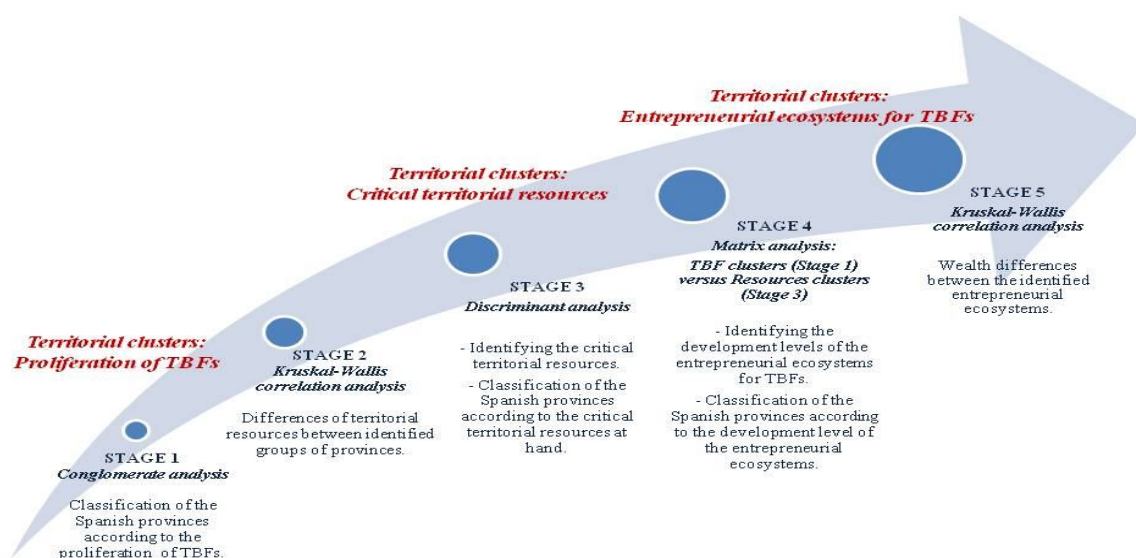 Territorial clusters:
Proliferation of TBFs
STAGE 1
Conglomerate analysis
Classification of the
Spanish provinces
according to the
proliferation of TBFs.
STAGE 2
Kruskal-Wallis
correlation analysis
Differences of territorial
resources between identified
groups of provinces.
Territorial clusters:
Critical territorial resources
STAGE 3
Discriminant analysis
- Identifying the critical
territorial resources.
- Classification of the
Spanish provinces
according to the critical
territorial resources at
hand.
STAGE 4
Matrix analysis:
TBF clusters (Stage 1)
versus Resources clusters
(Stage 3)
- Identifying the
development levels of the
entrepreneurial ecosystems
for TBFs.
- Classification of the
Spanish provinces according
to the development level of
the entrepreneurial
ecosystems.
Territorial clusters:
Entrepreneurial ecosystems for TBFs
STAGE 5
Kruskal-Wallis
correlation analysis
Wealth differences
between the identified
entrepreneurial
ecosystems.